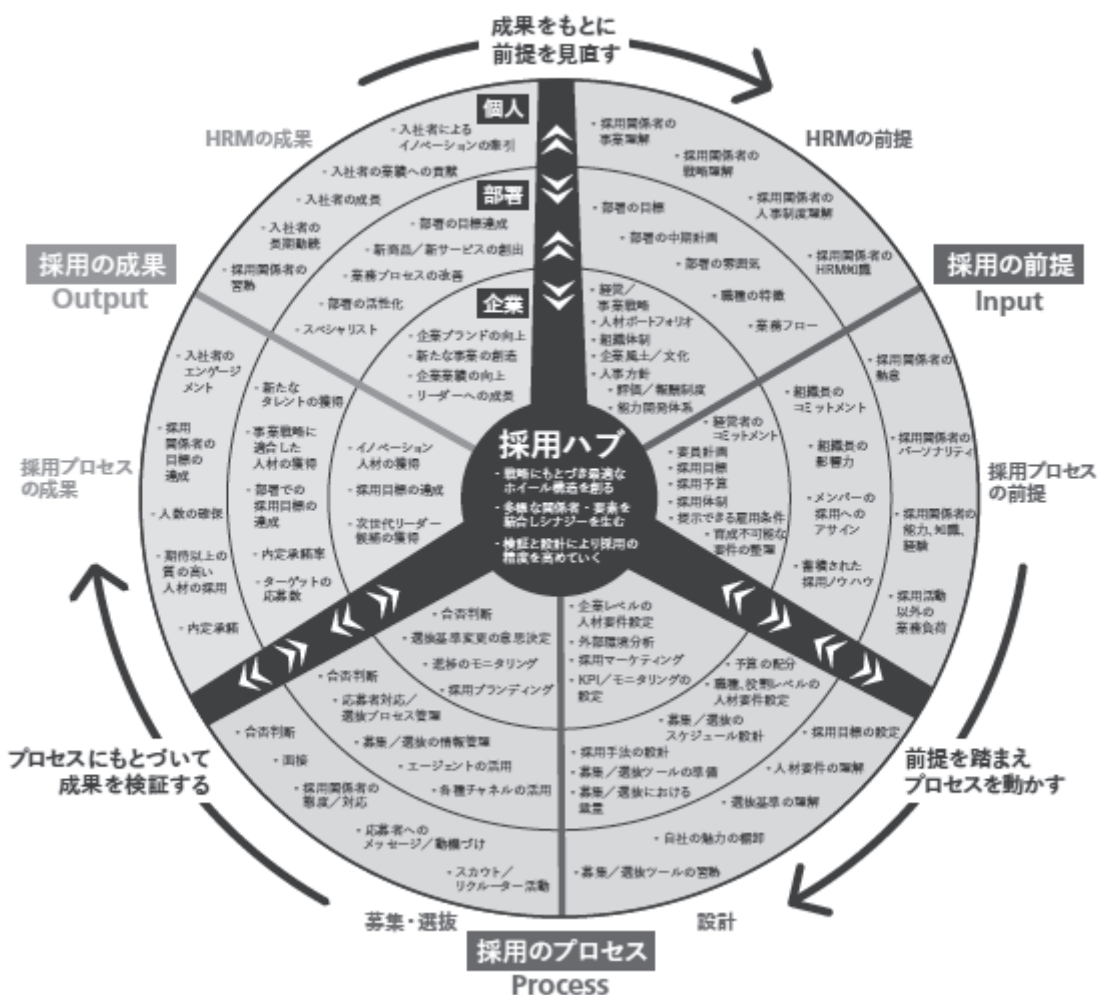 成果をもとに
前提を見直す
HRMの成果
HRMの前提
採用の成果
Output
採用の前提
Input
採用プロセス
の成果
採用プロセス
の前提
プロセスにもとづいて
成果を検証する
前提を踏まえ
プロセスを動かす
募集・選抜
設計
採用のプロセス
Process
採用ハブ
・戦略にもとづき最適な
ホイール構造を創る
・多様な関係者・要素を
結合しシナジーを生む
・検証と設計により採用の
精度を高めていく
個人
・入社者による
イノベーションの牽引
・入社者の業績への貢献
・入社者の成長
・入社者の
長期勤続
・採用関係者の
習熟
部署
・部署の目標達成
・新商品／新サービスの創出
・業務プロセスの改善
・部署の活性化
・スペシャリスト
企業
・企業ブランドの向上
・新たな事業の創造
・企業業績の向上
・リーダーへの成長
・採用関係者の
事業理解
・採用関係者の
戦略理解
・採用関係者の
人事制度理解
・採用関係者の
HRM知識
・部署の目標
・部署の中期計画
・部署の雰囲気
・職種の特徴
・業務フロー
・経営／
事業戦略
・人材ポートフォリオ
・組織体制
・企業風土／文化
・人事方針
・評価／報酬制度
・能力開発体系
・採用関係者の
熱意
・採用関係者の
パーソナリティ
・採用関係者の
能力、知識、
経験
・採用活動
以外の
業務負荷
・組織長の
コミットメント
・組織長の
影響力
・メンバーの
採用への
アサイン
・蓄積された
採用ノウハウ
・経営者の
コミットメント
・要員計画
・採用目標
・採用予算
・採用体制
・提示できる雇用条件
・育成不可能な
要件の整理
・企業レベルの
人材要件設定
・外部環境分析
・採用マーケティング
・KPI／モニタリングの
設定
・予算の配分
・職種、役割レベルの
人材要件設定
・募集／選抜の
スケジュール設計
・採用手法の設計
・募集／選抜ツールの準備
・募集／選抜における
裁量
・採用目標の設定
・人材要件の理解
・選抜基準の理解
・自社の魅力の棚卸
・募集／選抜ツールの習熟
・合否判断
・選抜基準変更の意思決定
・進捗のモニタリング
・採用ブランディング
・合否判断
・応募者対応／
選抜プロセス管理
・募集／選抜の情報管理
・エージェントの活用
・各種チャネルの活用
・合否判断
・面接
・採用関係者の
態度／対応
・応募者への
メッセージ／動機づけ
・スカウト／
リクルーター活動
・入社者の
エンゲージ
メント
・採用
関係者の
目標の
達成
・人数の確保
・期待以上の
質の高い
人材の採用
・内定承諾
・新たな
タレントの獲得
・事業戦略に
適合した
人材の獲得
・部署での
採用目標の
達成
・内定承諾率
・ターゲットの
応募数
・イノベーション
人材の獲得
・採用目標の達成
・次世代リーダー
候補の獲得